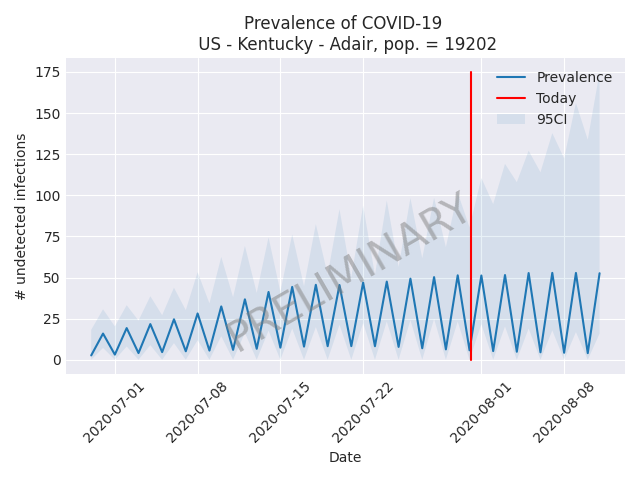 Prevalence of COVID-19
US - Kentucky - Adair, pop. = 19202
175
150
125
100
75
50
25
0
# undetected infections
Prevalence
Today
95CI
PRELIMINARY
2020-07-01
2020-07-08
2020-07-15
2020-07-22
2020-08-01
2020-08-08
Date